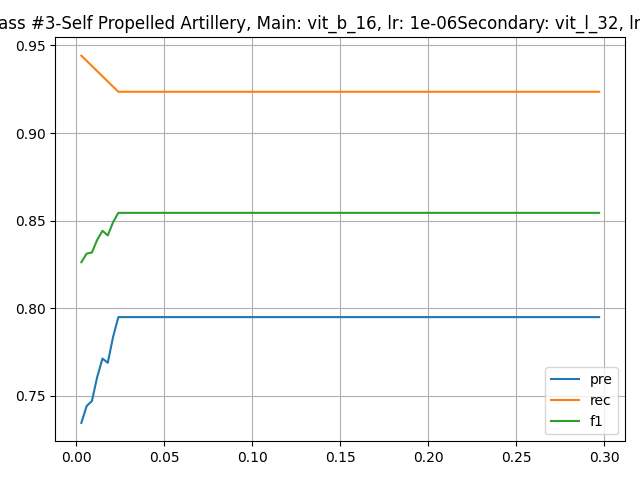 ass #3-Self Propelled Artillery, Main: vit_b_16, lr: 1e-06Secondary: vit_l_32, lr
0.95
0.90
0.85
0.80
0.75
pre
rec
f1
0.00 0.05 0.10 0.15 0.20 0.25 0.30